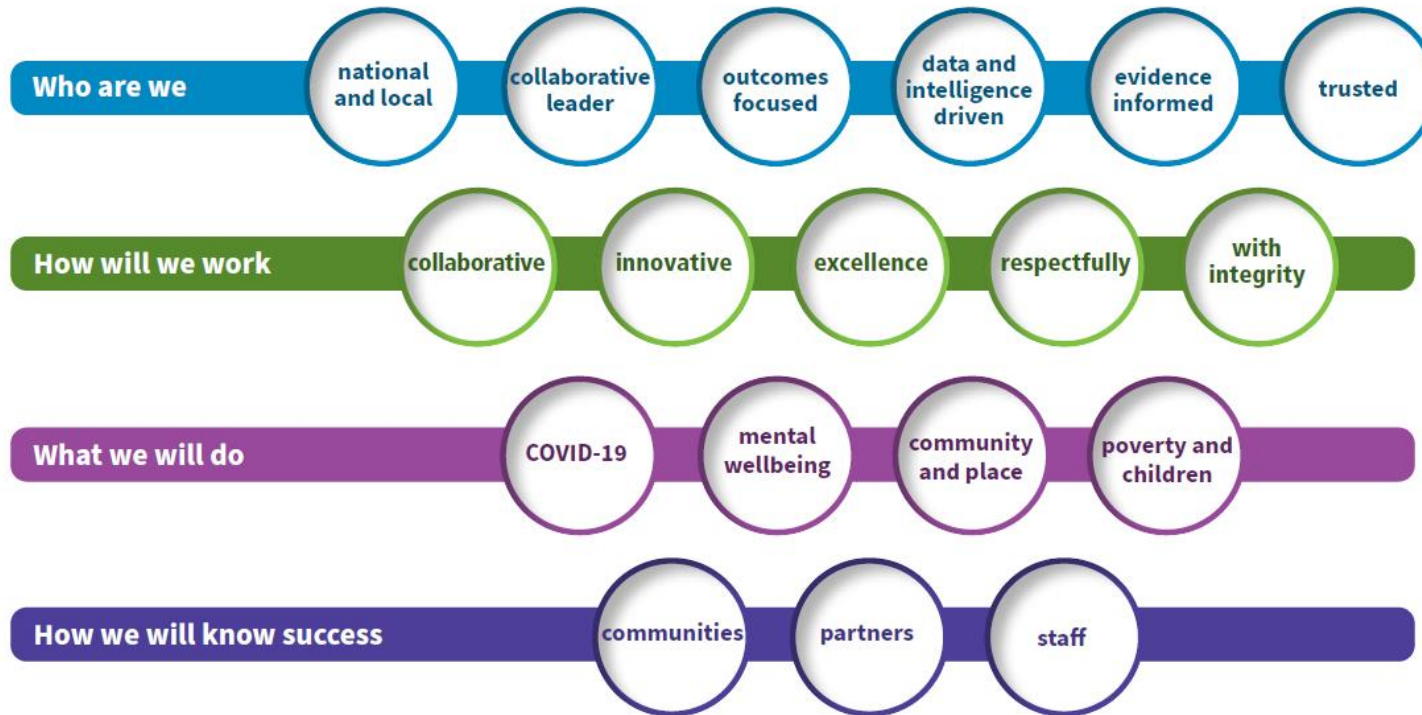 Who are we
national
and local
collaborative
leader
outcomes
focused
data and
intelligence
driven
evidence
informed
trusted
How will we work
collaborative
innovative
excellence
respectfully
with
integrity
What we will do
COVID-19
mental
wellbeing
community
and place
poverty and
children
How we will know success
communities
partners
staff